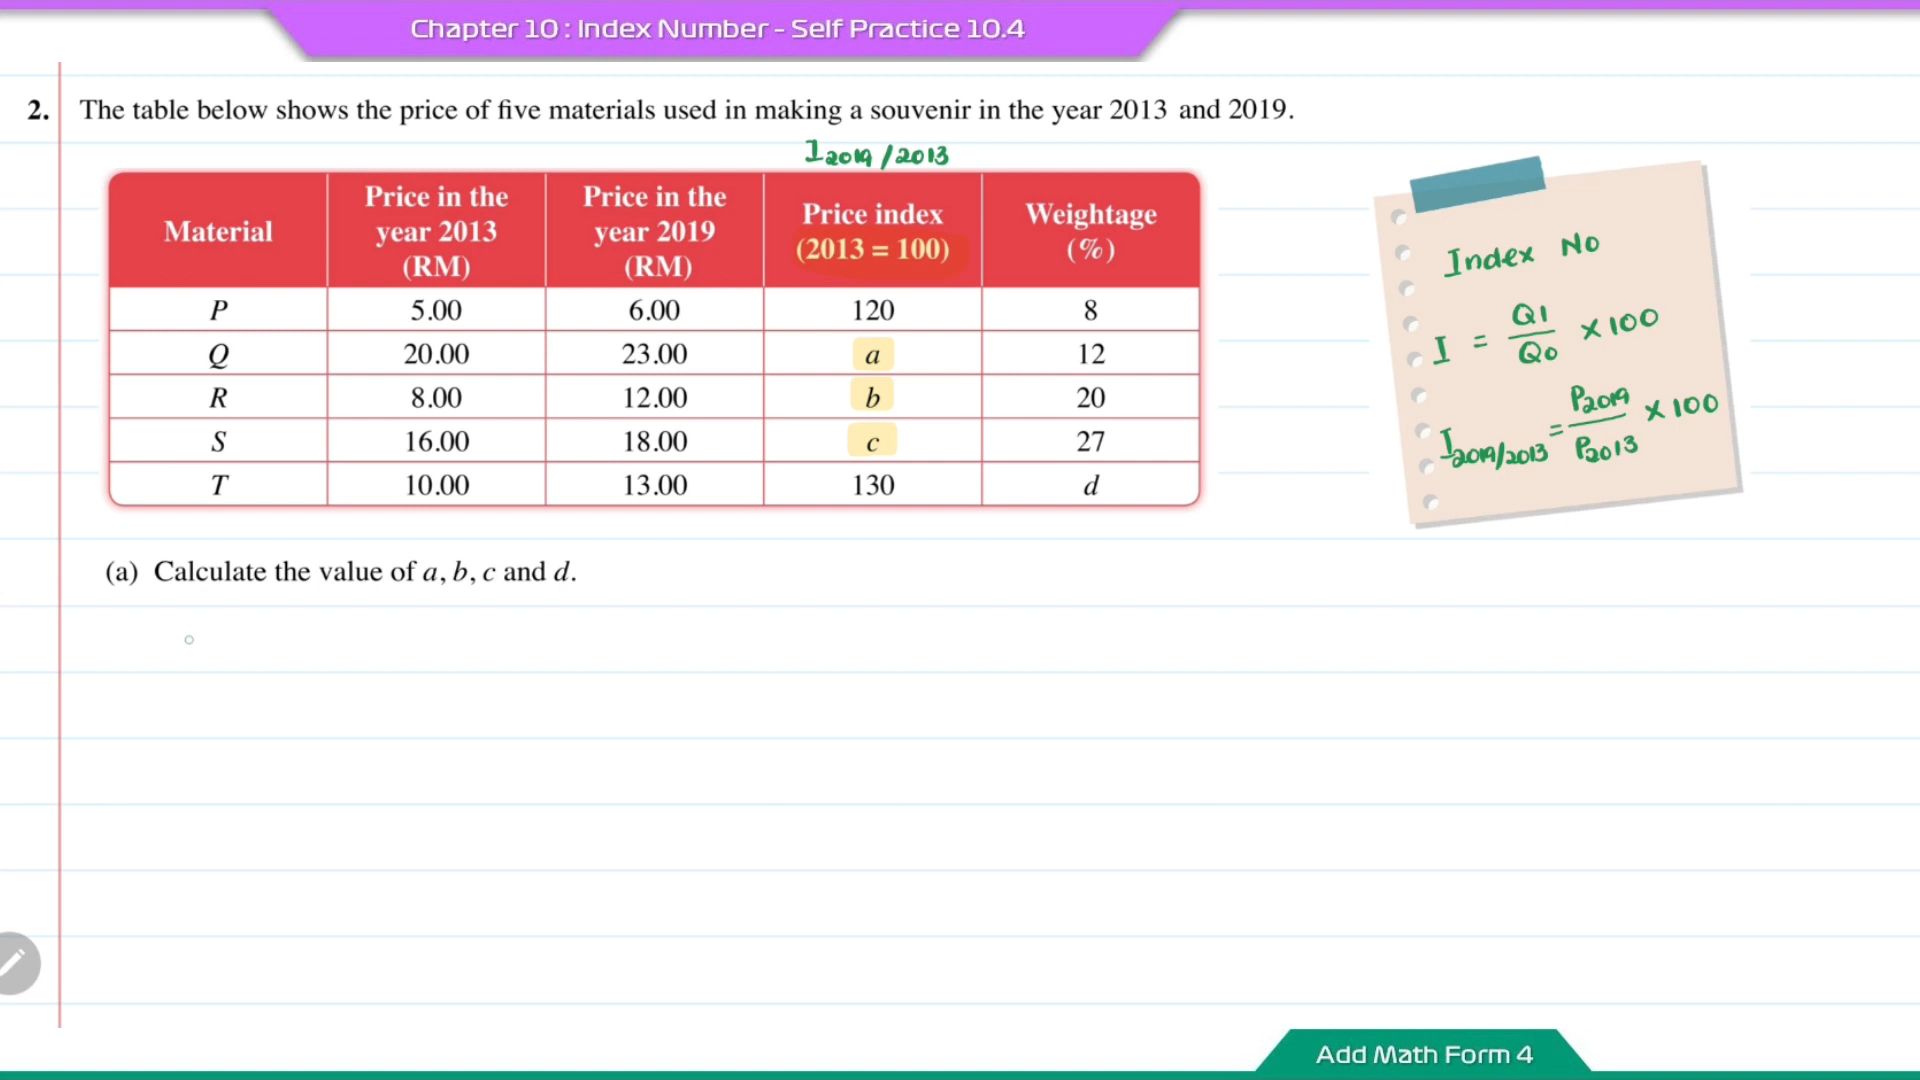 Chapter 10 : Index Number - Self Practice 10.4
2. The table below shows the price of five materials used in making a souvenir in the year 2013 and 2019.
I2019/2013
Material Price in the year 2013 (RM) Price in the year 2019 (RM) Price index (2013 = 100) Weightage (%)
P 5.00 6.00 120 8
Q 20.00 23.00 a 12
R 8.00 12.00 b 20
S 16.00 18.00 c 27
T 10.00 13.00 130 d
Index No
I = Q1/Q0 × 100
I2019/2013 = P2019/P2013 × 100
(a) Calculate the value of a, b, c and d.
Add Math Form 4